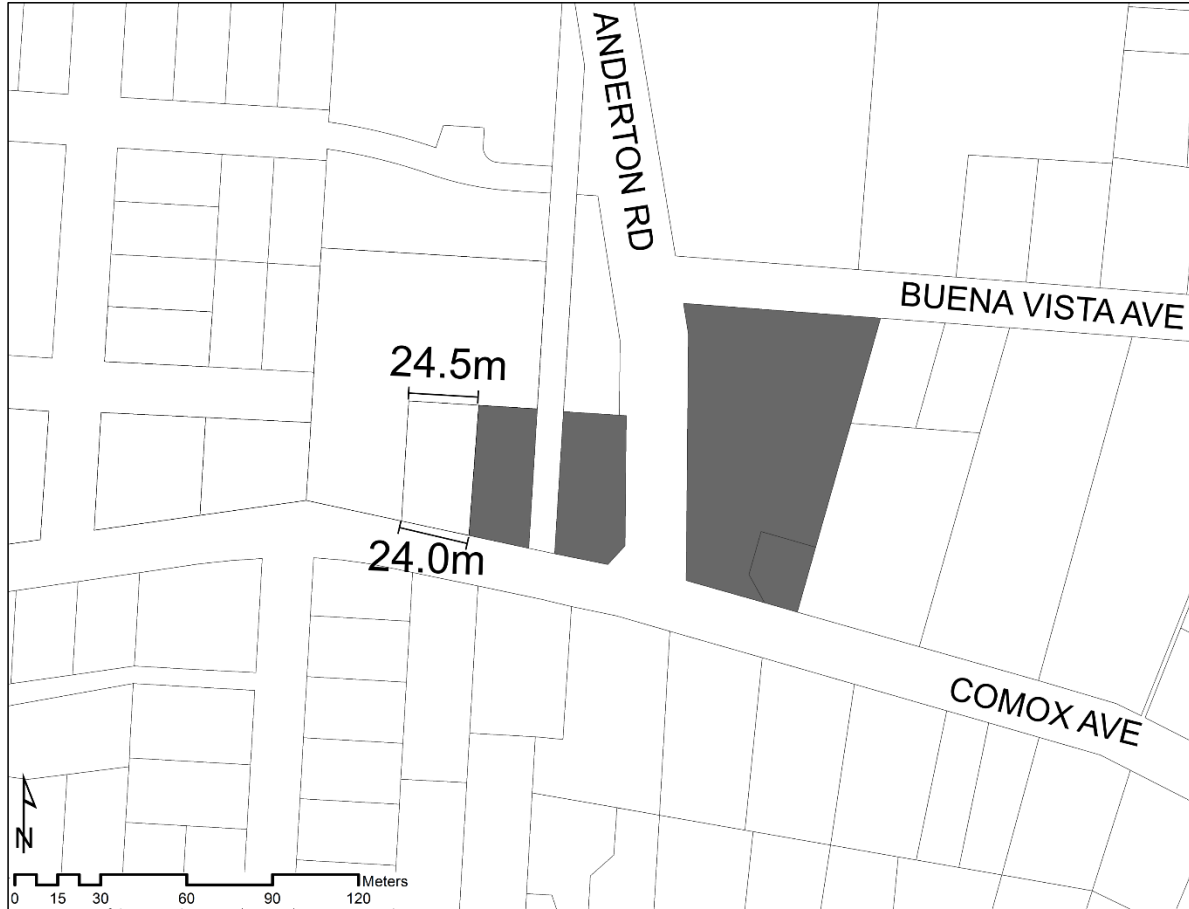 ANDERTON RD
BUENA VISTA AVE
24.5m
24.0m
COMOX AVE
N
Meters
0 15 30 60 90 120